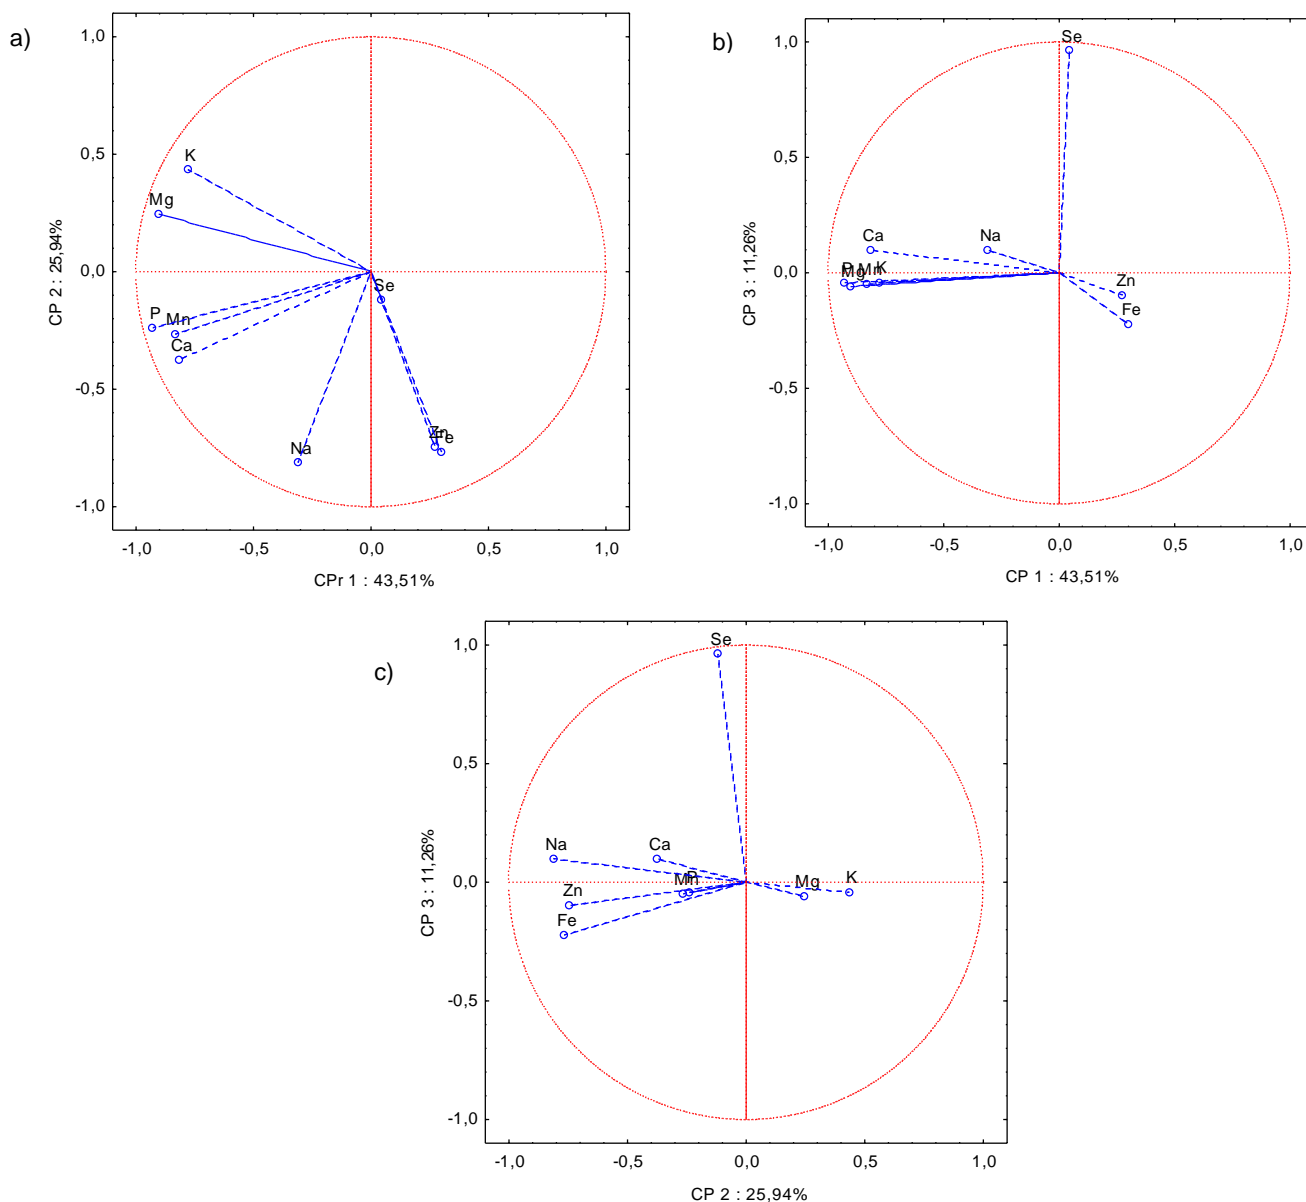 a)
1,0
0,5
0,0
-0,5
-1,0
CP 2 : 25,94%
K
Mg
Se
P
Mn
Ca
Na
Zn
Fe
-1,0 -0,5 0,0 0,5 1,0
CPr 1 : 43,51%
b)
1,0
0,5
0,0
-0,5
-1,0
CP 3 : 11,26%
Se
Ca
Na
P
Mg
Mn
K
Zn
Fe
-1,0 -0,5 0,0 0,5 1,0
CP 1 : 43,51%
c)
1,0
0,5
0,0
-0,5
-1,0
CP 3 : 11,26%
Se
Na
Ca
Zn
Mn
P
Mg
K
Fe
-1,0 -0,5 0,0 0,5 1,0
CP 2 : 25,94%